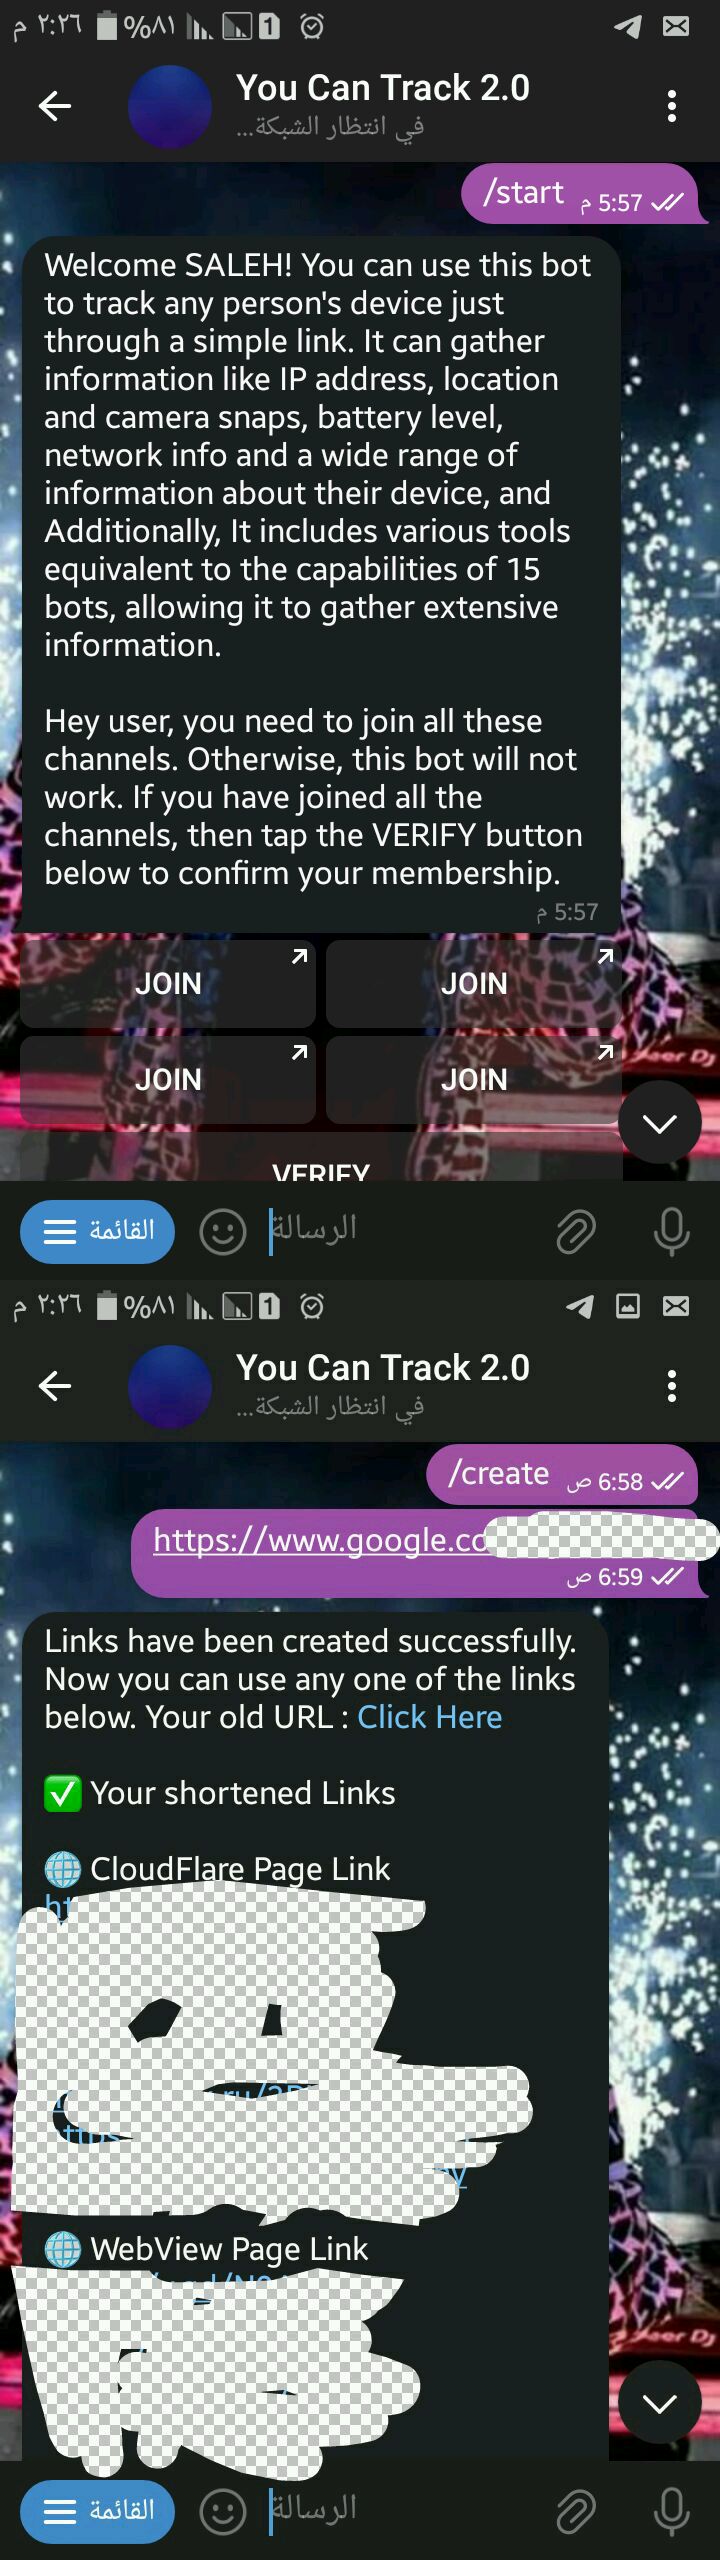 م ٢:٢٦ %٨١ 1
You Can Track 2.0
في انتظار الشبكة...
/start
5:57 م
Welcome SALEH! You can use this bot
to track any person's device just
through a simple link. It can gather
information like IP address, location
and camera snaps, battery level,
network info and a wide range of
information about their device, and
Additionally, It includes various tools
equivalent to the capabilities of 15
bots, allowing it to gather extensive
information.
Hey user, you need to join all these
channels. Otherwise, this bot will not
work. If you have joined all the
channels, then tap the VERIFY button
below to confirm your membership.
5:57 م
JOIN JOIN
JOIN JOIN
VERIFY
القائمة
الرسالة
م ٢:٢٦ %٨١ 1
You Can Track 2.0
في انتظار الشبكة...
/create
6:58 ص
https://www.google.co
6:59 ص
Links have been created successfully.
Now you can use any one of the links
below. Your old URL : Click Here
✅ Your shortened Links
🌐 CloudFlare Page Link
🌐 WebView Page Link
القائمة
الرسالة